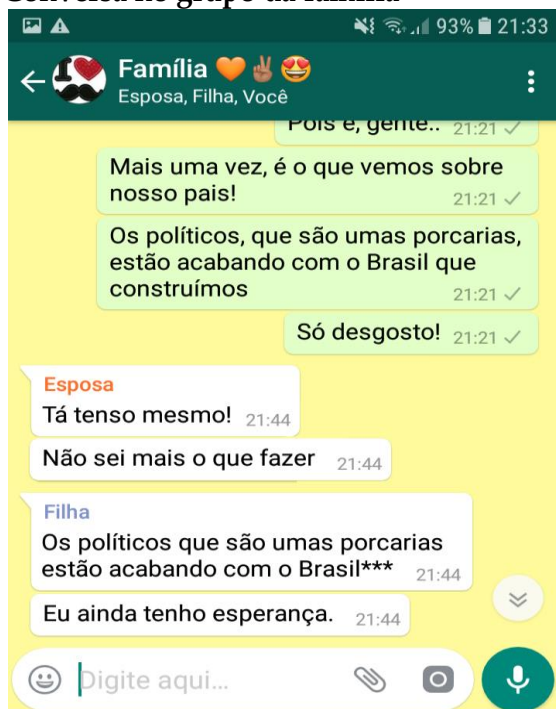 93% 21:33
Família
Esposa, Filha, Você
Pois é, gente.. 21:21
Mais uma vez, é o que vemos sobre
nosso pais! 21:21
Os políticos, que são umas porcarias,
estão acabando com o Brasil que
construímos 21:21
Só desgosto! 21:21
Esposa
Tá tenso mesmo! 21:44
Não sei mais o que fazer 21:44
Filha
Os políticos que são umas porcarias
estão acabando com o Brasil*** 21:44
Eu ainda tenho esperança. 21:44
Digite aqui...